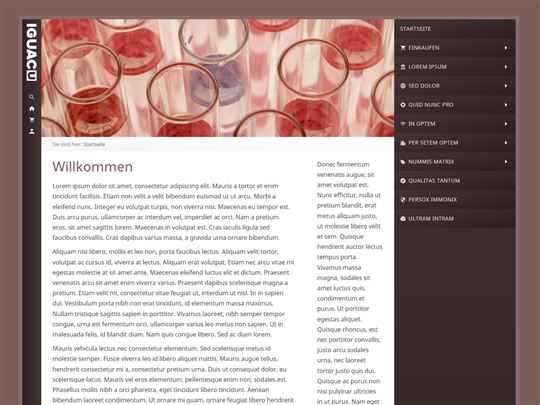 IGUACU
STARTSEITE
EINKAUFEN
LOREM IPSUM
SED DOLOR
QUID NUNC PRO
IN OPTEM
PER SETEM OPTEM
NUMMIS MATRIX
QUALITAS TANTUM
PERSOX IMMONIX
ULTRAM INTRAM
Sie sind hier: Startseite
Willkommen
Lorem ipsum dolor sit amet, consectetur adipiscing elit. Mauris a tortor et enim
tincidunt facilisis. Etiam non velit a velit bibendum euismod ut ut arcu. Morbi a
eleifend nunc. Integer eu volutpat turpis, non viverra nisi. Maecenas eu tempor est.
Duis arcu purus, ullamcorper ac interdum vel, imperdiet ac orci. Nam a pretium
eros, sit amet sagittis lorem. Maecenas in volutpat est. Cras iaculis ligula sed
faucibus convallis. Cras dapibus varius massa, a gravida urna ornare bibendum.
Aliquam nisi libero, mollis et leo non, porta faucibus lectus. Aliquam velit tortor,
volutpat ac cursus id, viverra at lectus. Aliquam erat volutpat. Etiam nec arcu vitae mi
egestas molestie at sit amet ante. Maecenas eleifend luctus elit et dictum. Praesent
venenatis arcu sit amet enim viverra varius. Praesent dapibus scelerisque magna a
pretium. Etiam velit mi, consectetur vitae feugiat ut, interdum ut nisl. In in sapien
dui. Vestibulum porta nibh non erat tincidunt, id elementum massa maximus.
Nullam tristique sagittis sapien in porttitor. Vivamus laoreet, nibh semper tempor
congue, urna est fermentum orci, ullamcorper varius leo metus non sapien. Ut in
malesuada felis, id blandit diam. Nam quis congue libero. Sed ac diam lorem.
Mauris vehicula lectus nec consectetur elementum. Sed scelerisque metus id
molestie semper. Fusce viverra leo id libero aliquet mattis. Mauris augue tellus,
hendrerit consectetur mi a, consectetur pretium urna. Duis ut consequat dolor, eu
scelerisque lacus. Mauris vel eros elementum, pellentesque enim non, sodales est.
Phasellus mollis nibh a orci pharetra, eget tincidunt libero tincidunt. Aenean
bibendum laoreet condimentum. Ut ornare mi quam, ornare feugiat libero hendrerit
Donec fermentum
venenatis augue, sit
amet volutpat est.
Nunc efficitur, nulla ut
pretium blandit, erat
metus aliquam justo,
ut molestie libero velit
et sem. Quisque
hendrerit auctor lectus
tempus porta.
Vivamus massa
magna, sodales sit
amet luctus quis,
condimentum et
purus. Ut porttitor
egestas aliquet.
Quisque rhoncus, est
nec porttitor convallis,
justo arcu sodales
urna, nec laoreet
tortor justo quis dui.
Quisque ac purus non
nisi pulvinar ultricies
in ut purus. Nam eget